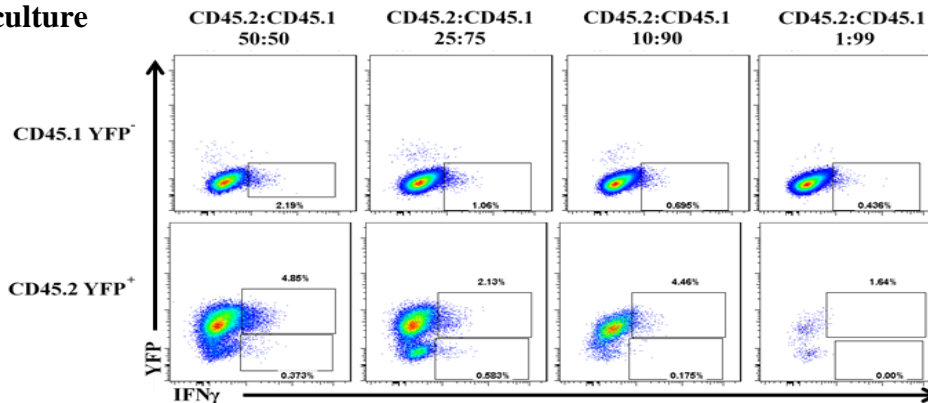 culture
CD45.2:CD45.1 CD45.2:CD45.1 CD45.2:CD45.1 CD45.2:CD45.1
50:50 25:75 10:90 1:99
CD45.1 YFP-
2.19% 1.06% 0.695% 0.436%
CD45.2 YFP+
4.85% 2.13% 4.46% 1.64%
0.373% 0.583% 0.175% 0.00%
YFP
IFNγ